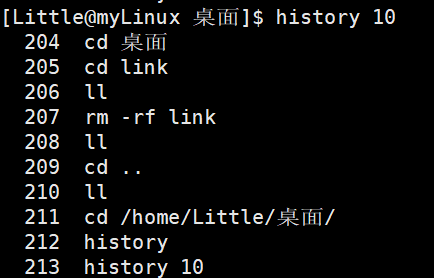 [Little@myLinux 桌面]$ history 10
204 cd 桌面
205 cd link
206 ll
207 rm -rf link
208 ll
209 cd ..
210 ll
211 cd /home/Little/桌面/
212 history
213 history 10